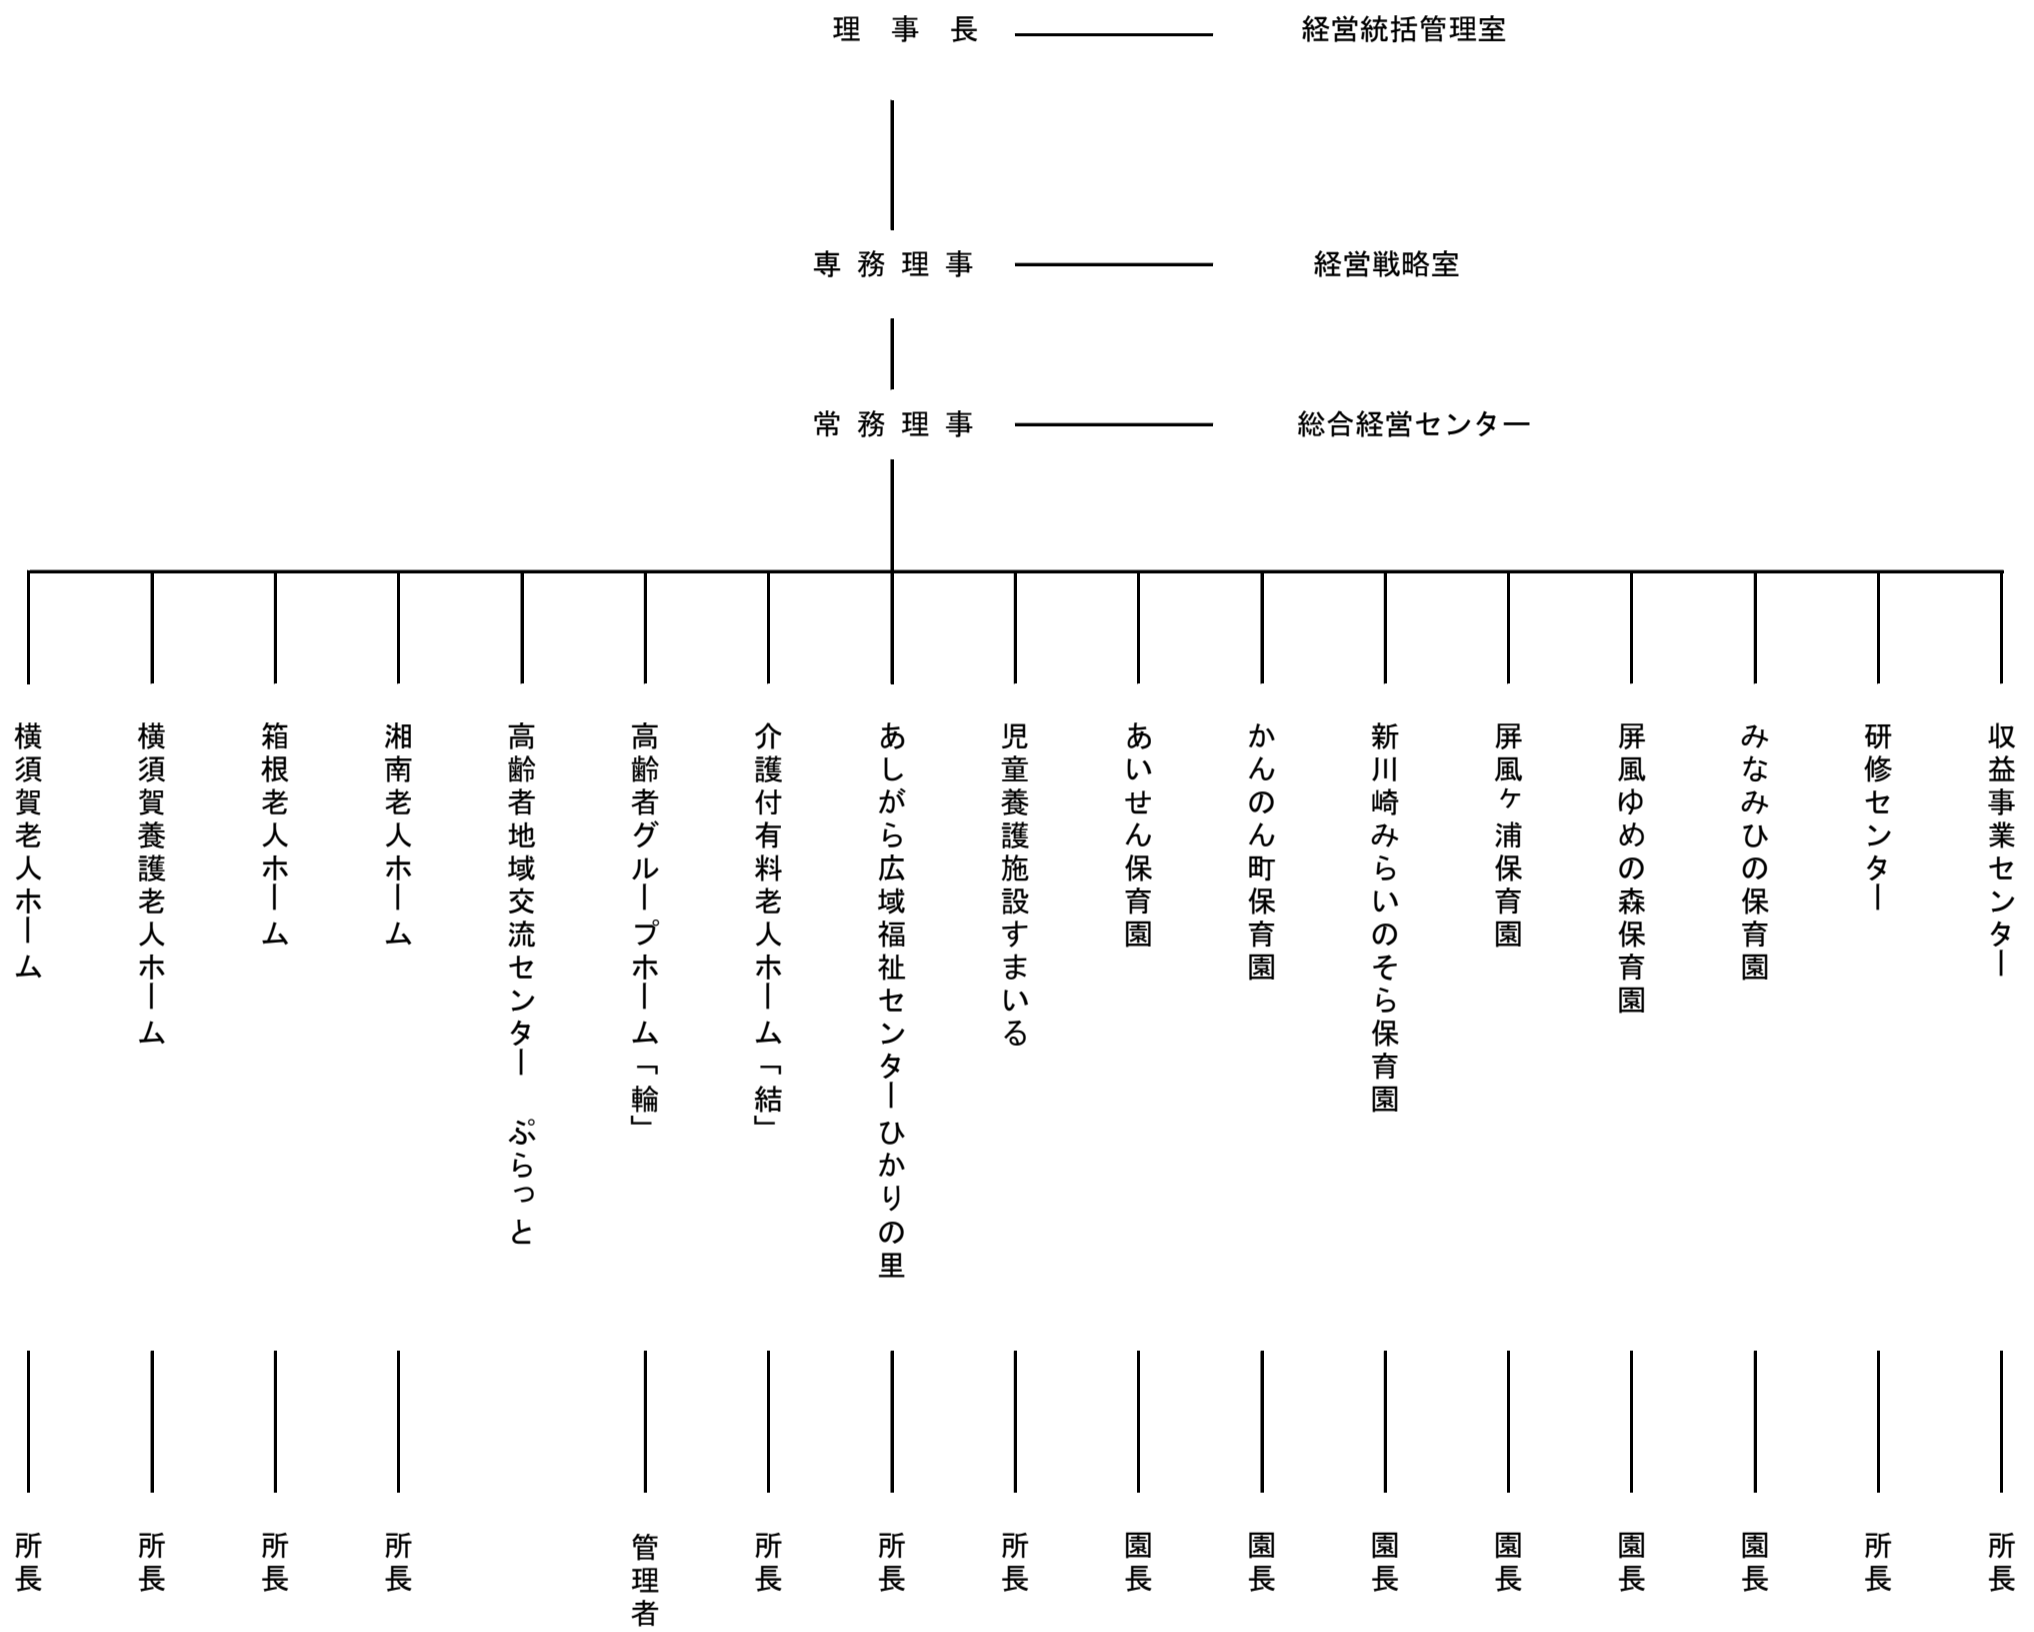 理　事　長
経営統括管理室
専 務 理 事
経営戦略室
常 務 理 事
総合経営センター
横須賀老人ホーム
横須賀養護老人ホーム
箱根老人ホーム
湘南老人ホーム
高齢者地域交流センター　ぷらっと
高齢者グループホーム「輪」
介護付有料老人ホーム「結」
あしがら広域福祉センターひかりの里
児童養護施設すまいる
あいせん保育園
かんのん町保育園
新川崎みらいのそら保育園
屏風ヶ浦保育園
屏風ゆめの森保育園
みなみひの保育園
研修センター
収益事業センター
所長
所長
所長
所長
管理者
所長
所長
所長
園長
園長
園長
園長
園長
園長
所長
所長